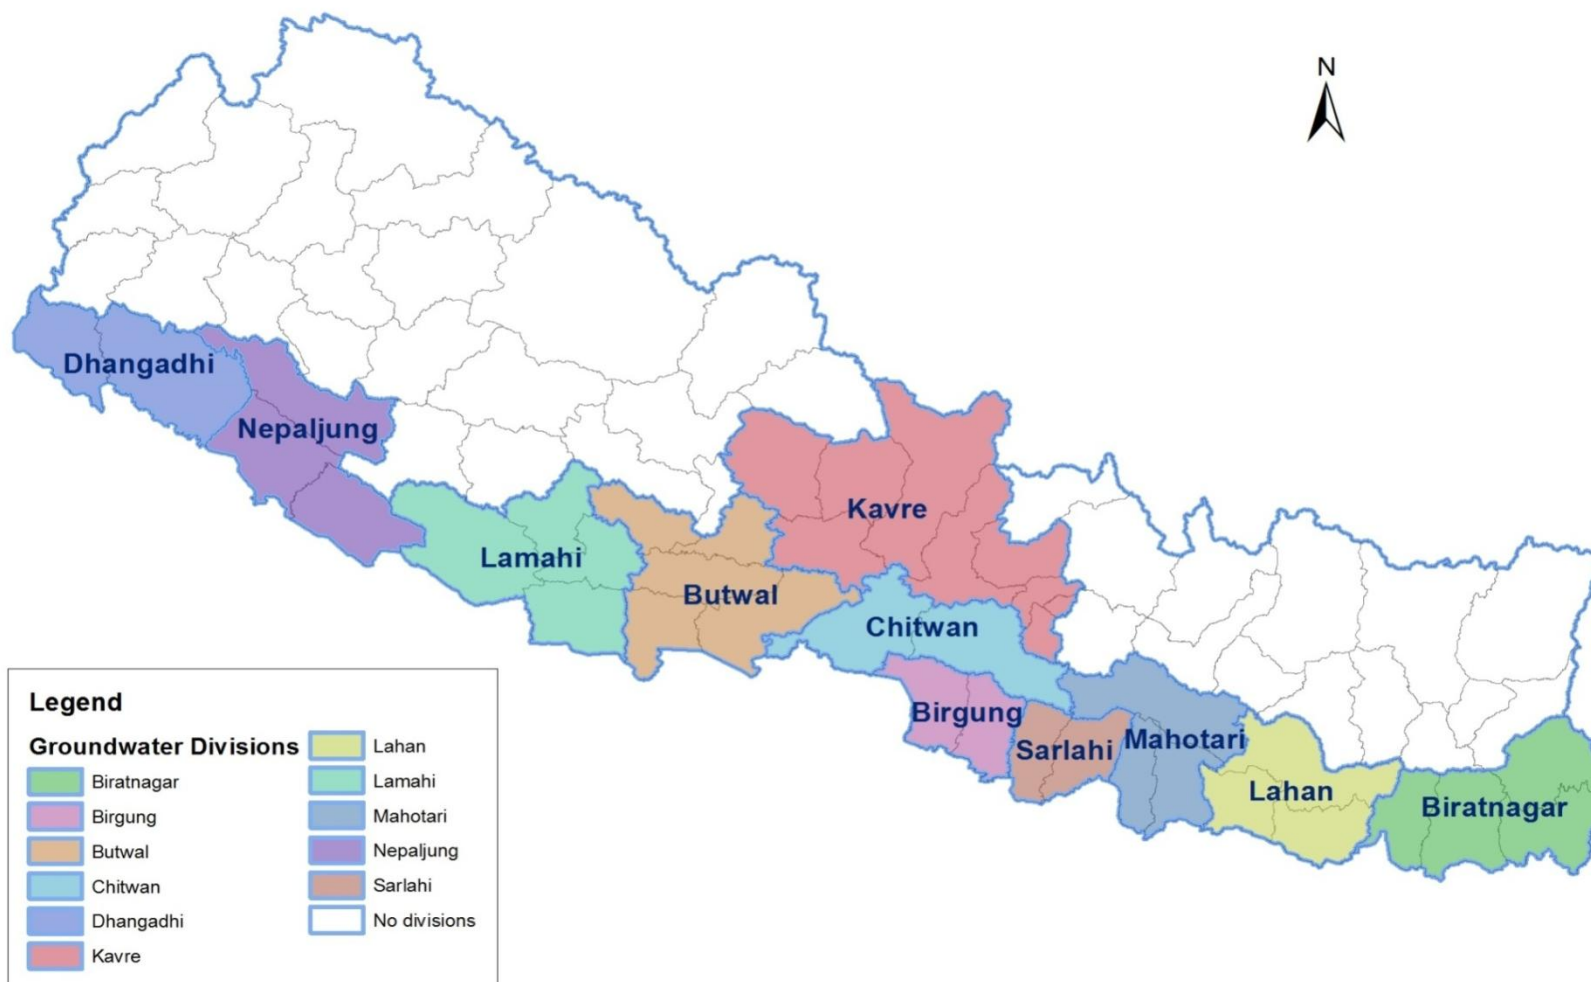 N
Dhangadhi
Nepaljung
Kavre
Lamahi
Butwal
Chitwan
Birgung
Sarlahi
Mahotari
Lahan
Biratnagar
Legend
Groundwater Divisions
Biratnagar
Birgung
Butwal
Chitwan
Dhangadhi
Kavre
Lahan
Lamahi
Mahotari
Nepaljung
Sarlahi
No divisions